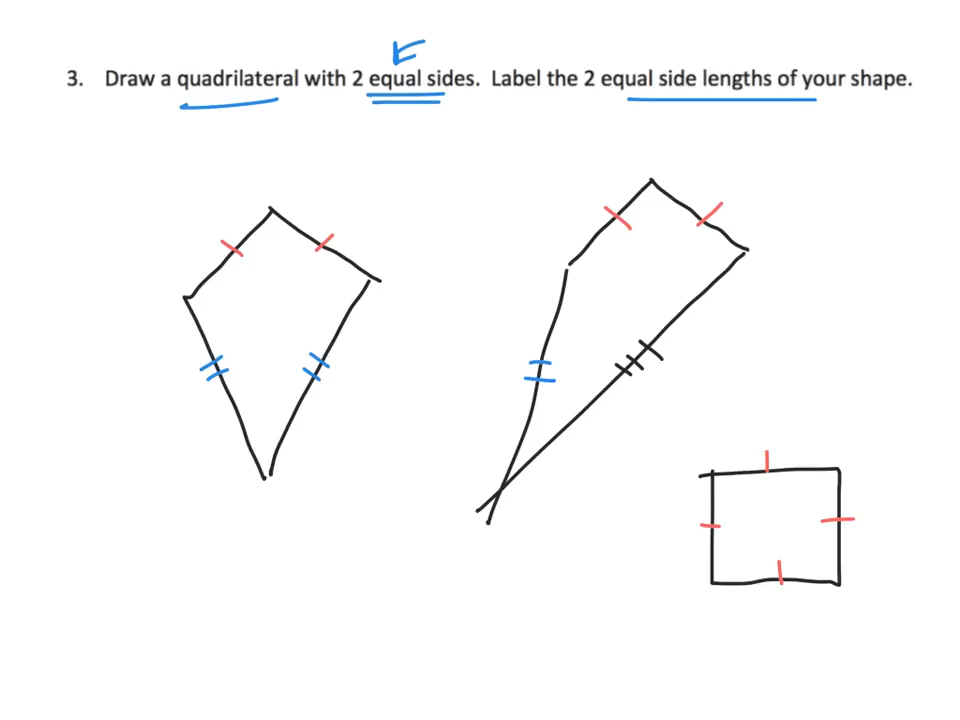 3. Draw a quadrilateral with 2 equal sides. Label the 2 equal side lengths of your shape.